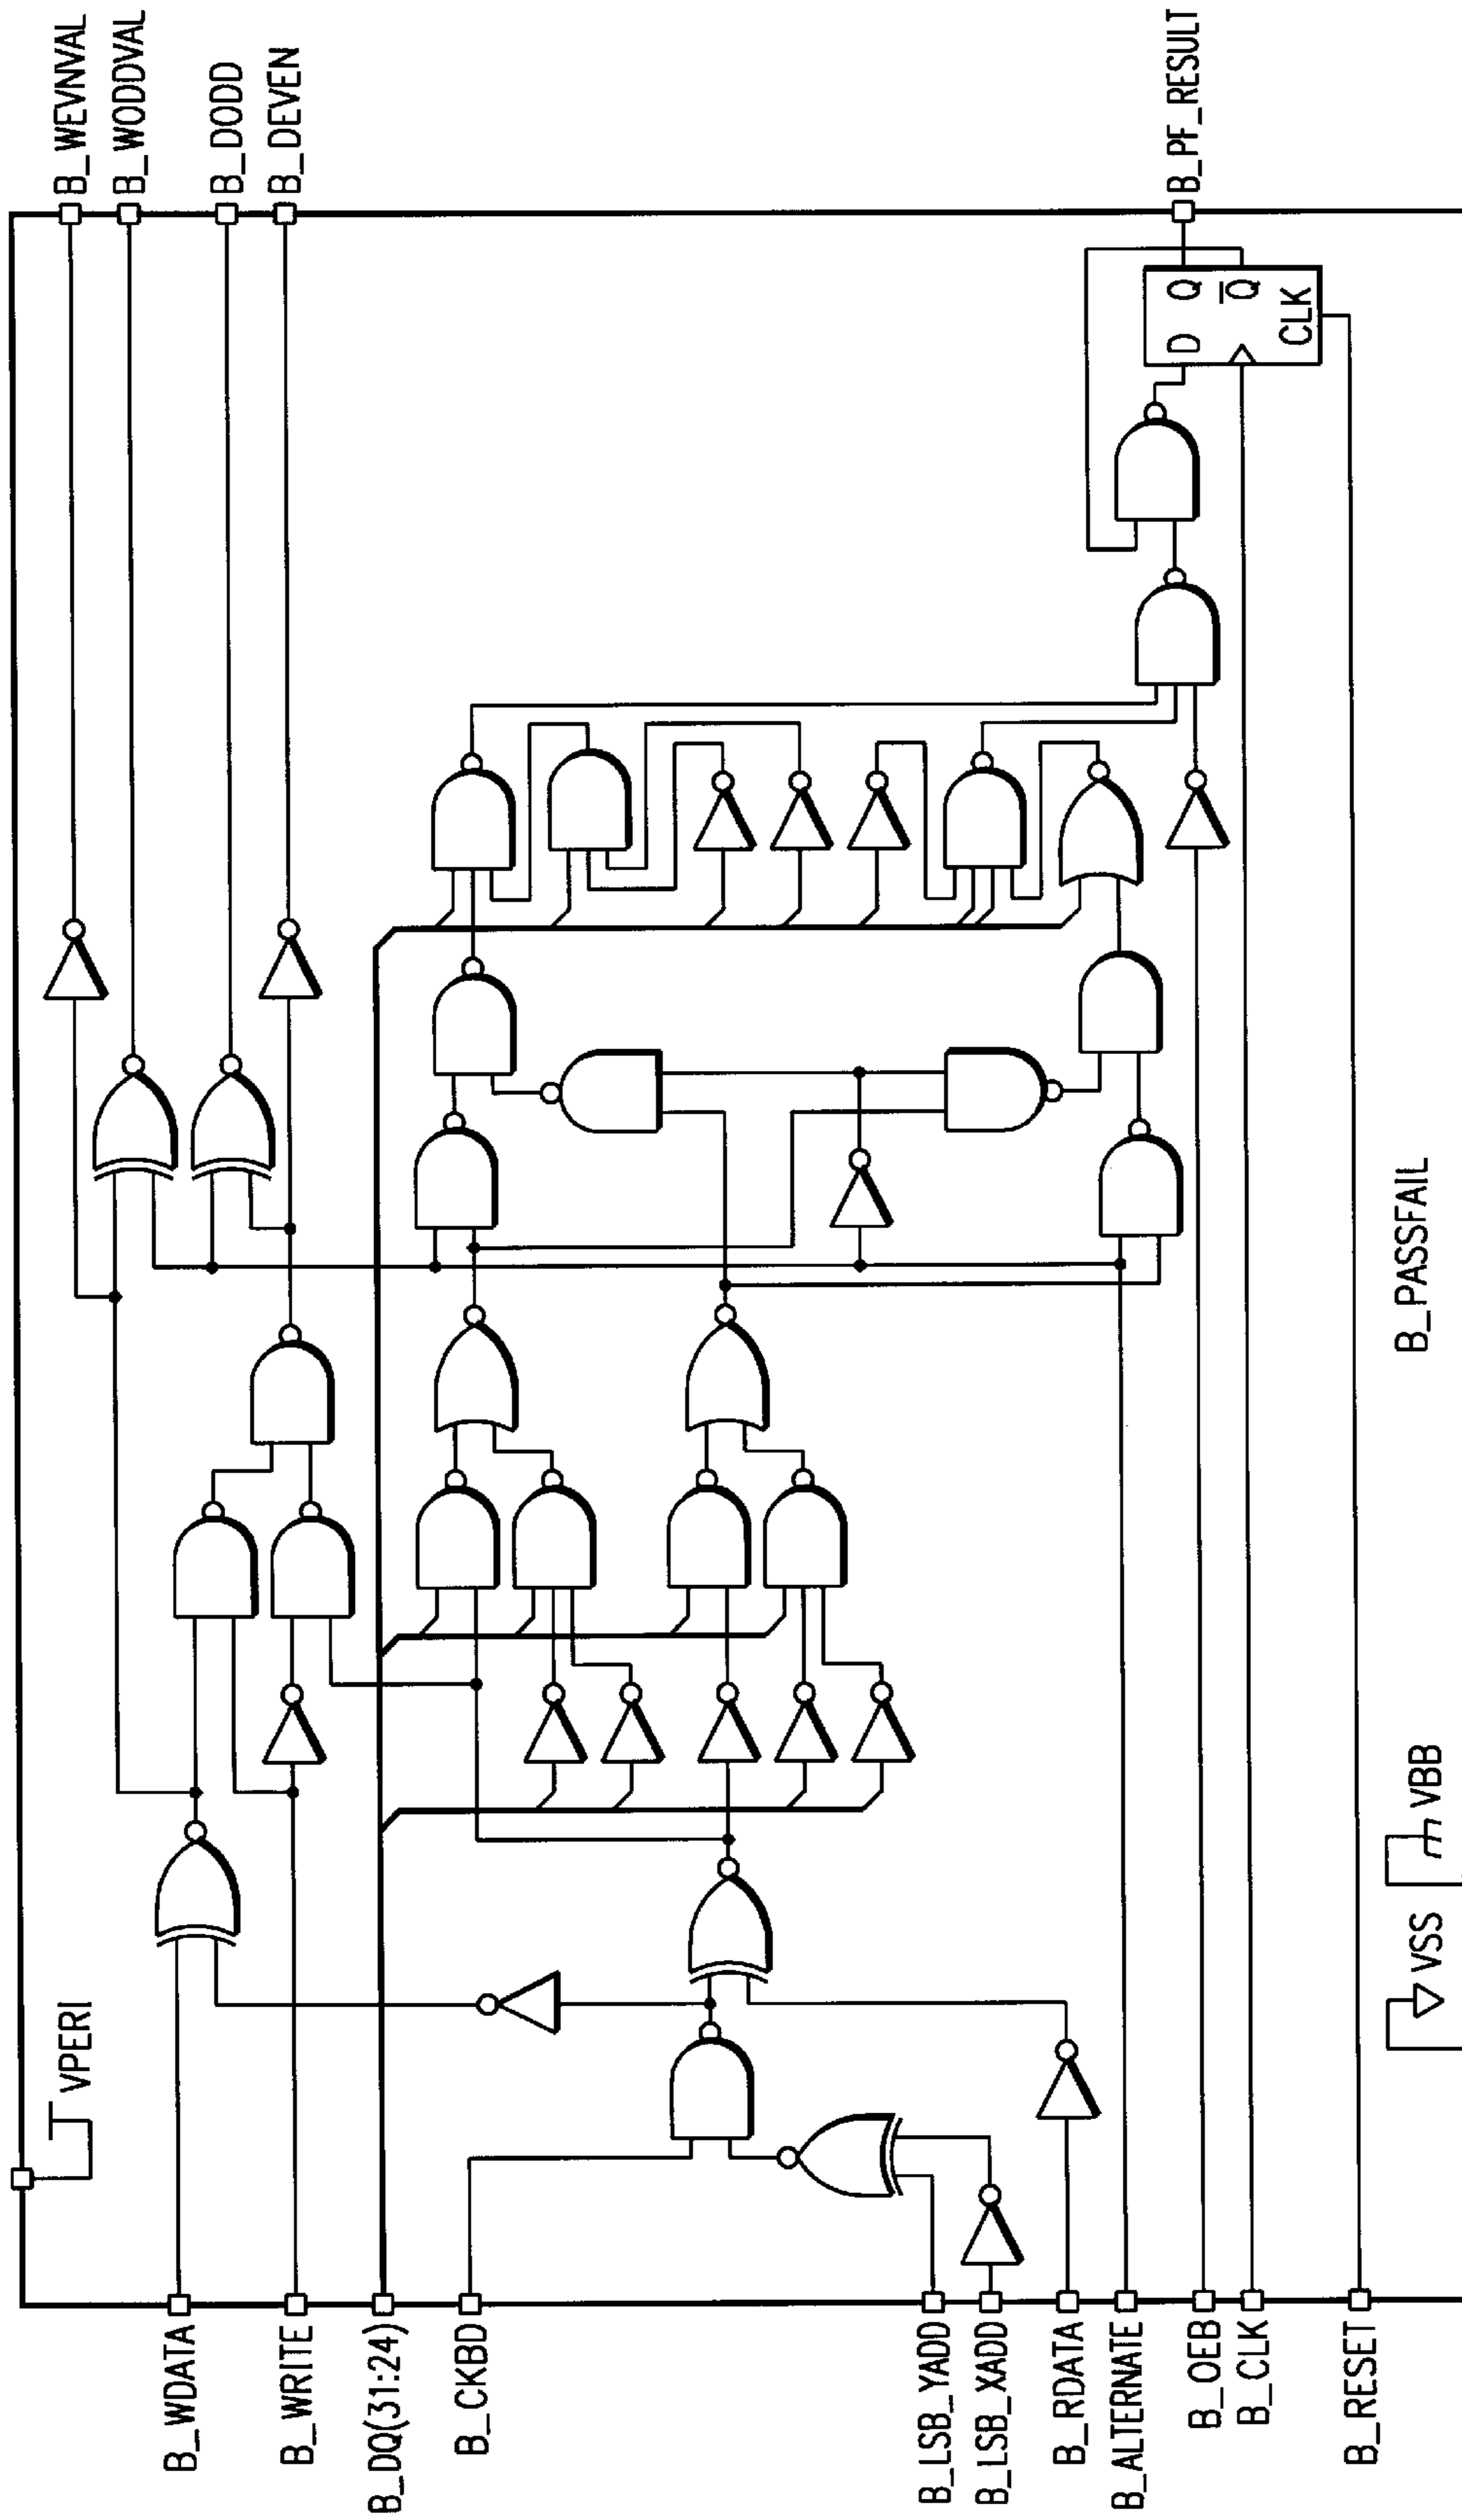 VPERI
B_WDATA
B_WRITE
B_DQ(31:24)
B_CKBD
B_LSB_YADD
B_LSB_XADD
B_RDATA
B_ALTERNATE
B_OEB
B_CLK
B_RESET
B_WEVNVAL
B_WODDVAL
B_DODD
B_DEVEN
B_PF_RESULT
D Q
Q
CLK
VSS
VBB
B_PASSFAIL